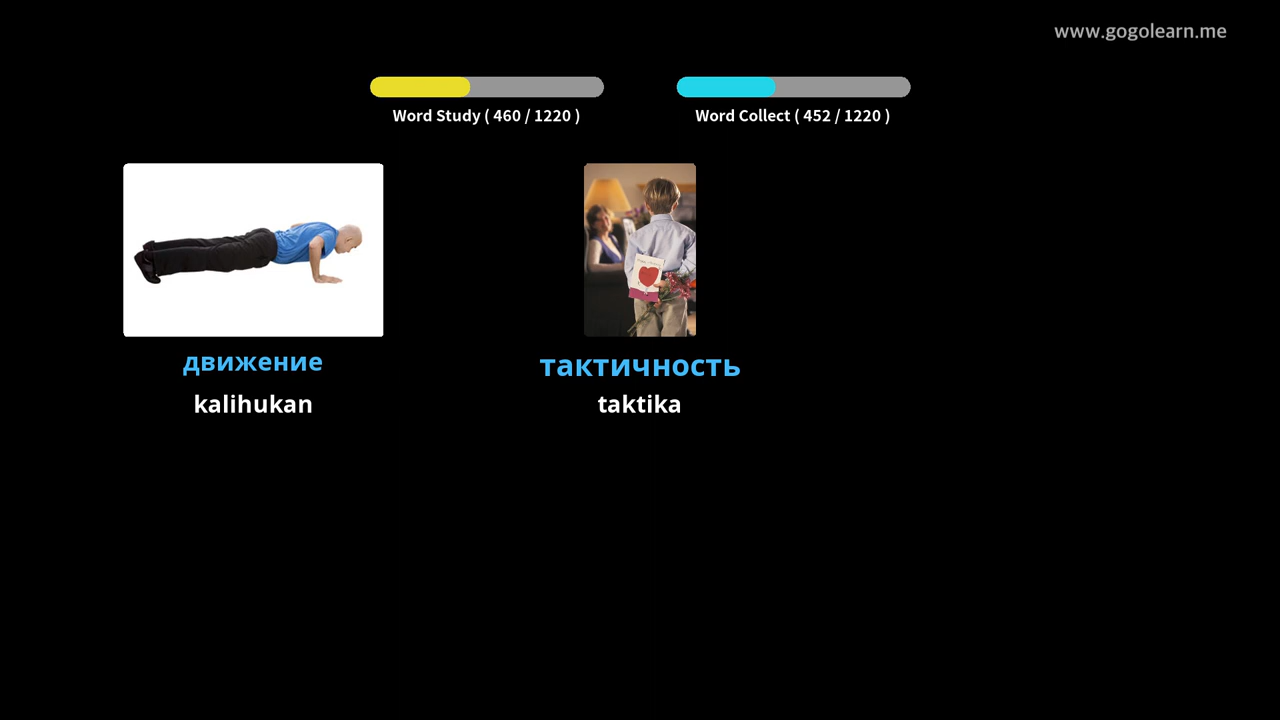 www.gogolearn.me
Word Study ( 460 / 1220 )
Word Collect ( 452 / 1220 )
движение
kalihukan
тактичность
taktika